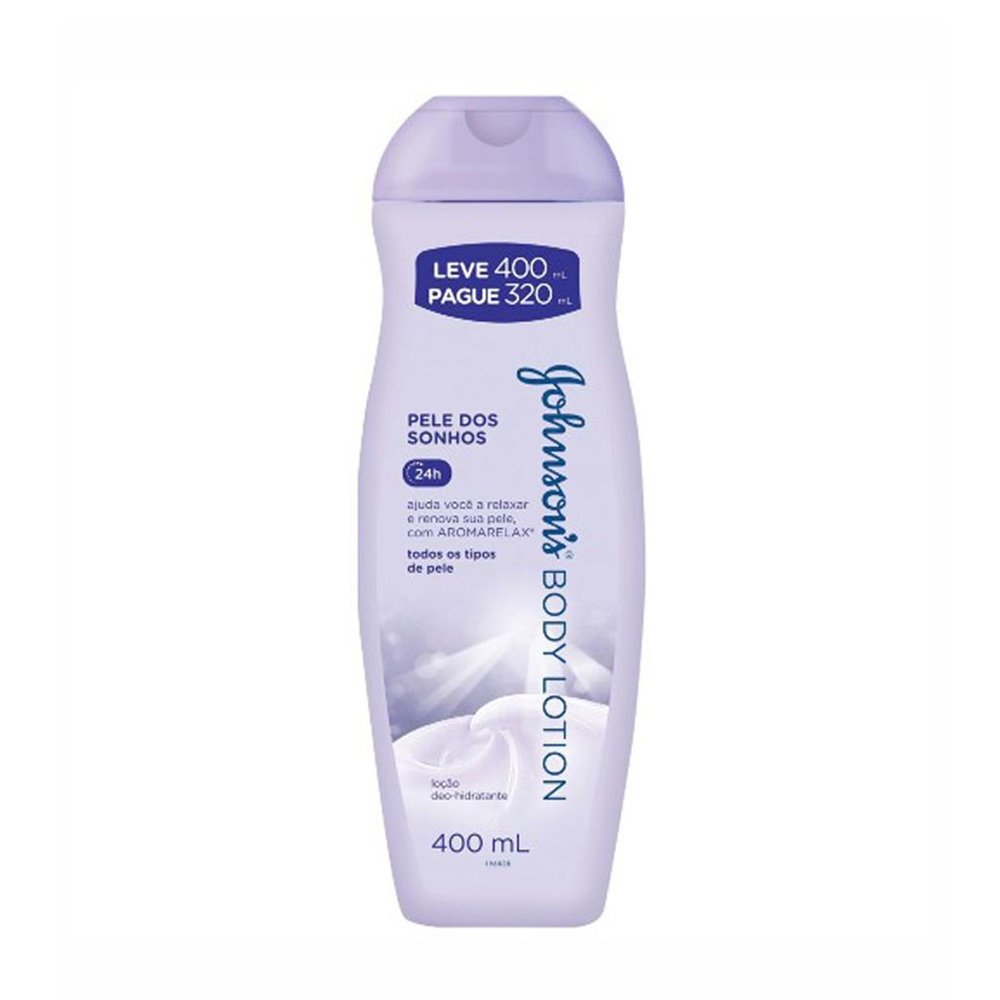 LEVE 400 mL
PAGUE 320 mL
Johnson's® BODY LOTION
PELE DOS
SONHOS
24h
ajuda você a relaxar
e renova sua pele,
com AROMARELAX*
todos os tipos
de pele
loção
deo-hidratante
400 mL